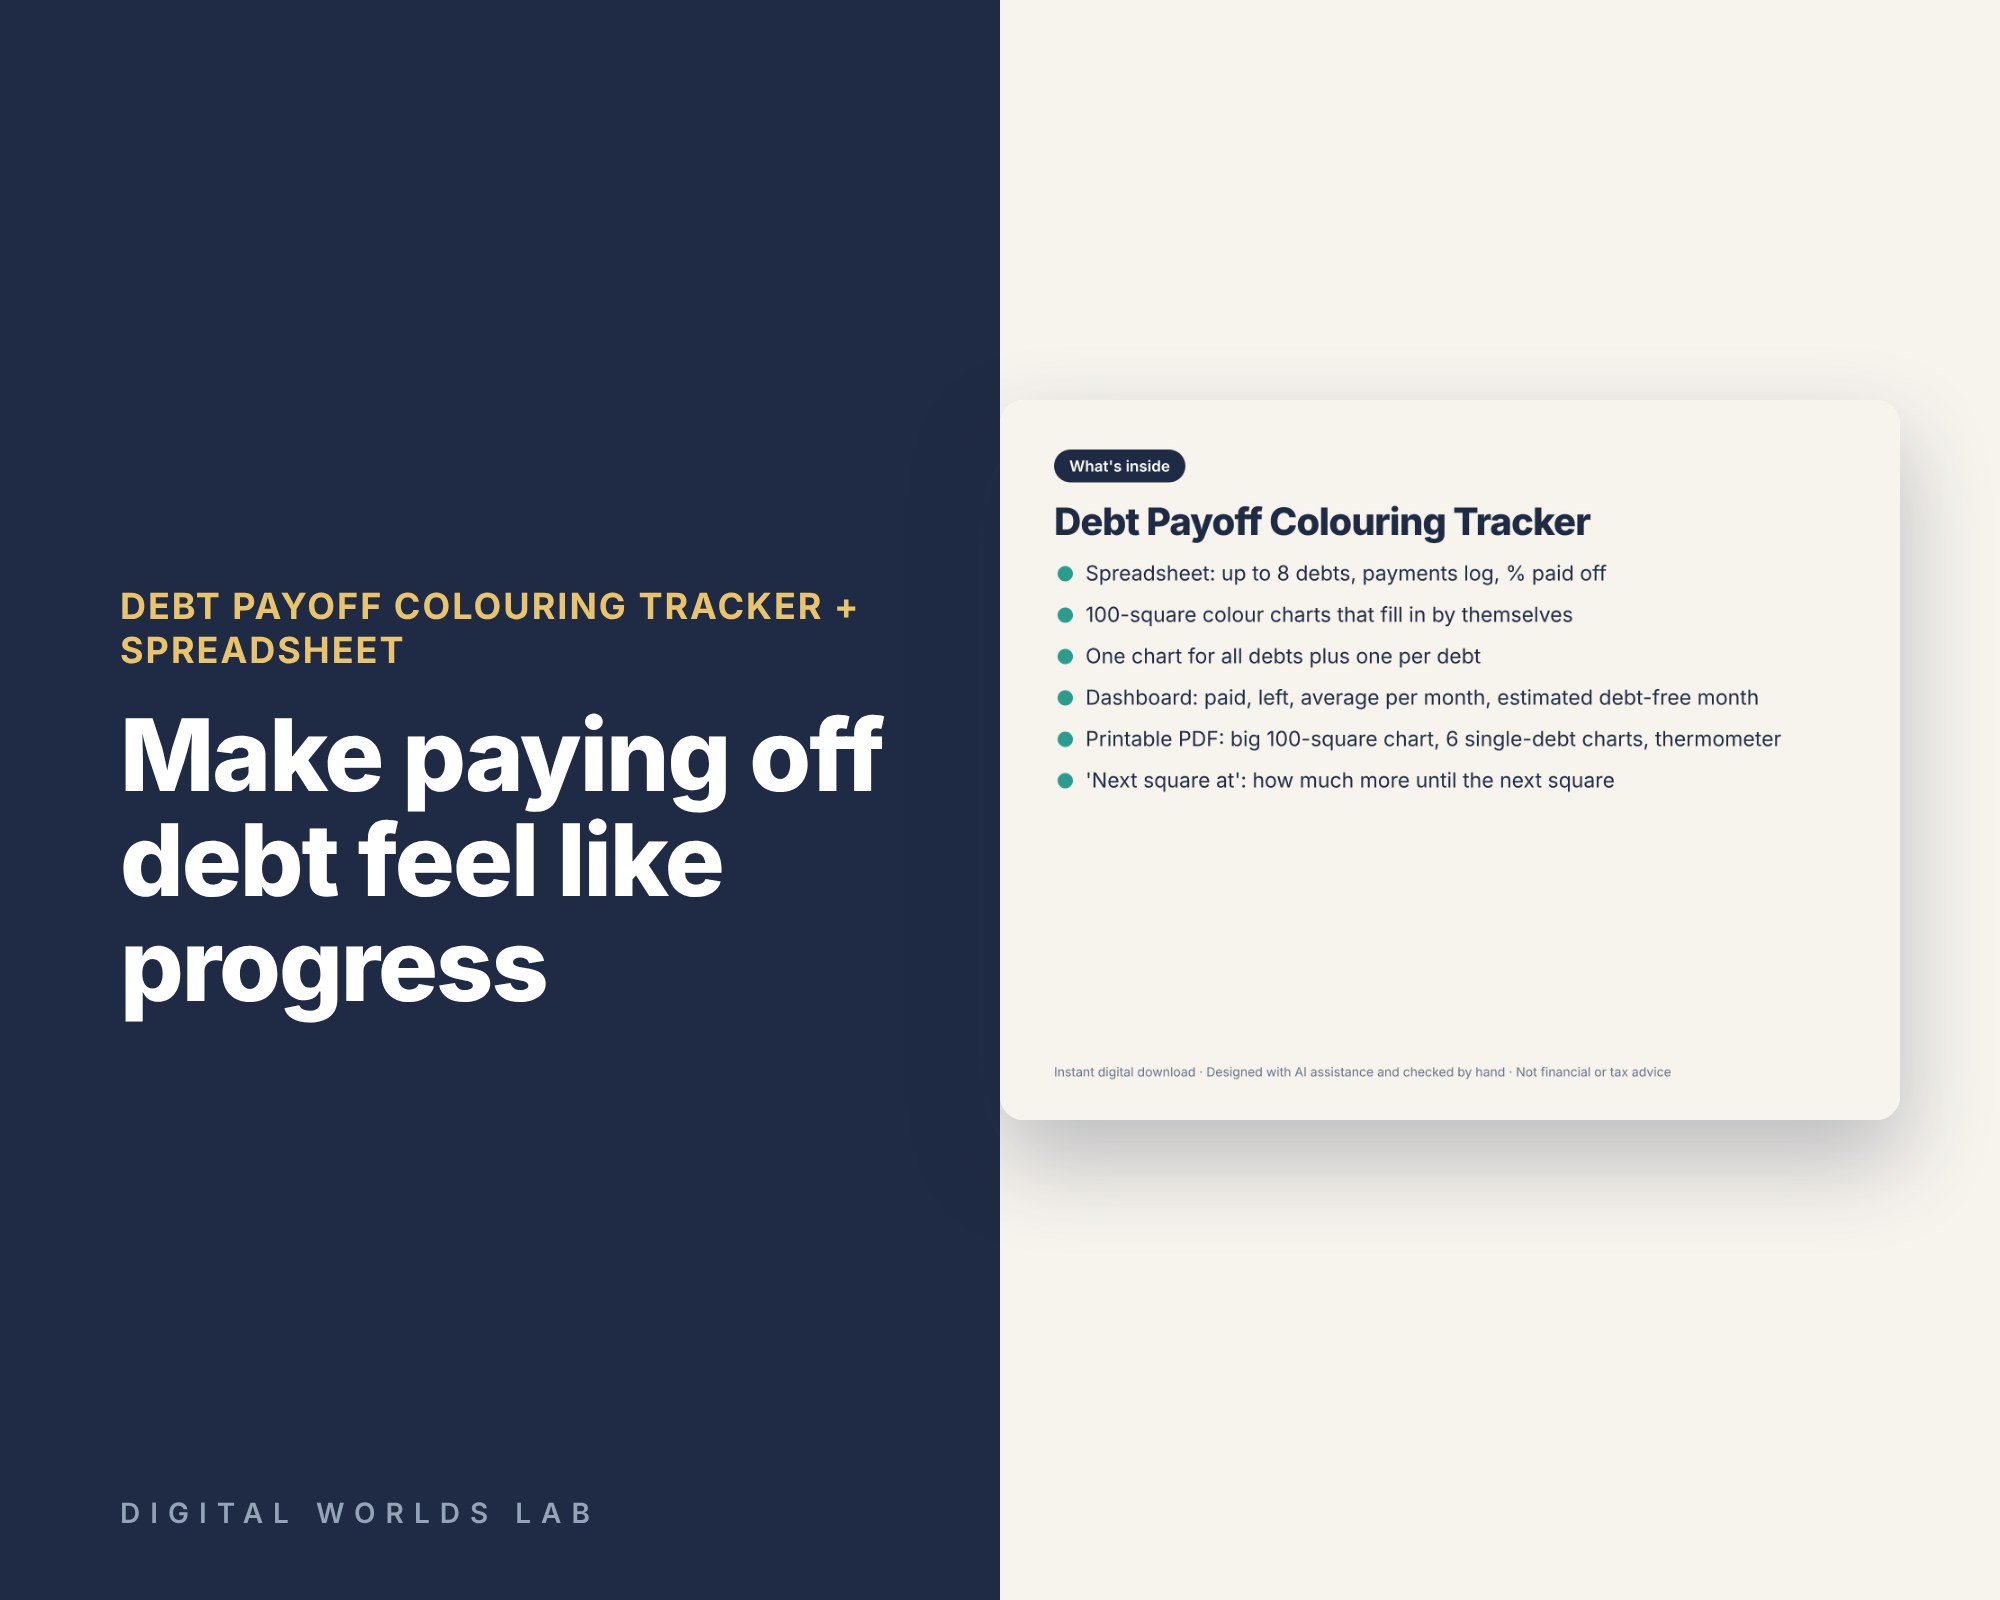 DEBT PAYOFF COLOURING TRACKER +
SPREADSHEET
Make paying off
debt feel like
progress
DIGITAL WORLDS LAB
What's inside
Debt Payoff Colouring Tracker
Spreadsheet: up to 8 debts, payments log, % paid off
100-square colour charts that fill in by themselves
One chart for all debts plus one per debt
Dashboard: paid, left, average per month, estimated debt-free month
Printable PDF: big 100-square chart, 6 single-debt charts, thermometer
'Next square at': how much more until the next square
Instant digital download · Designed with AI assistance and checked by hand · Not financial or tax advice